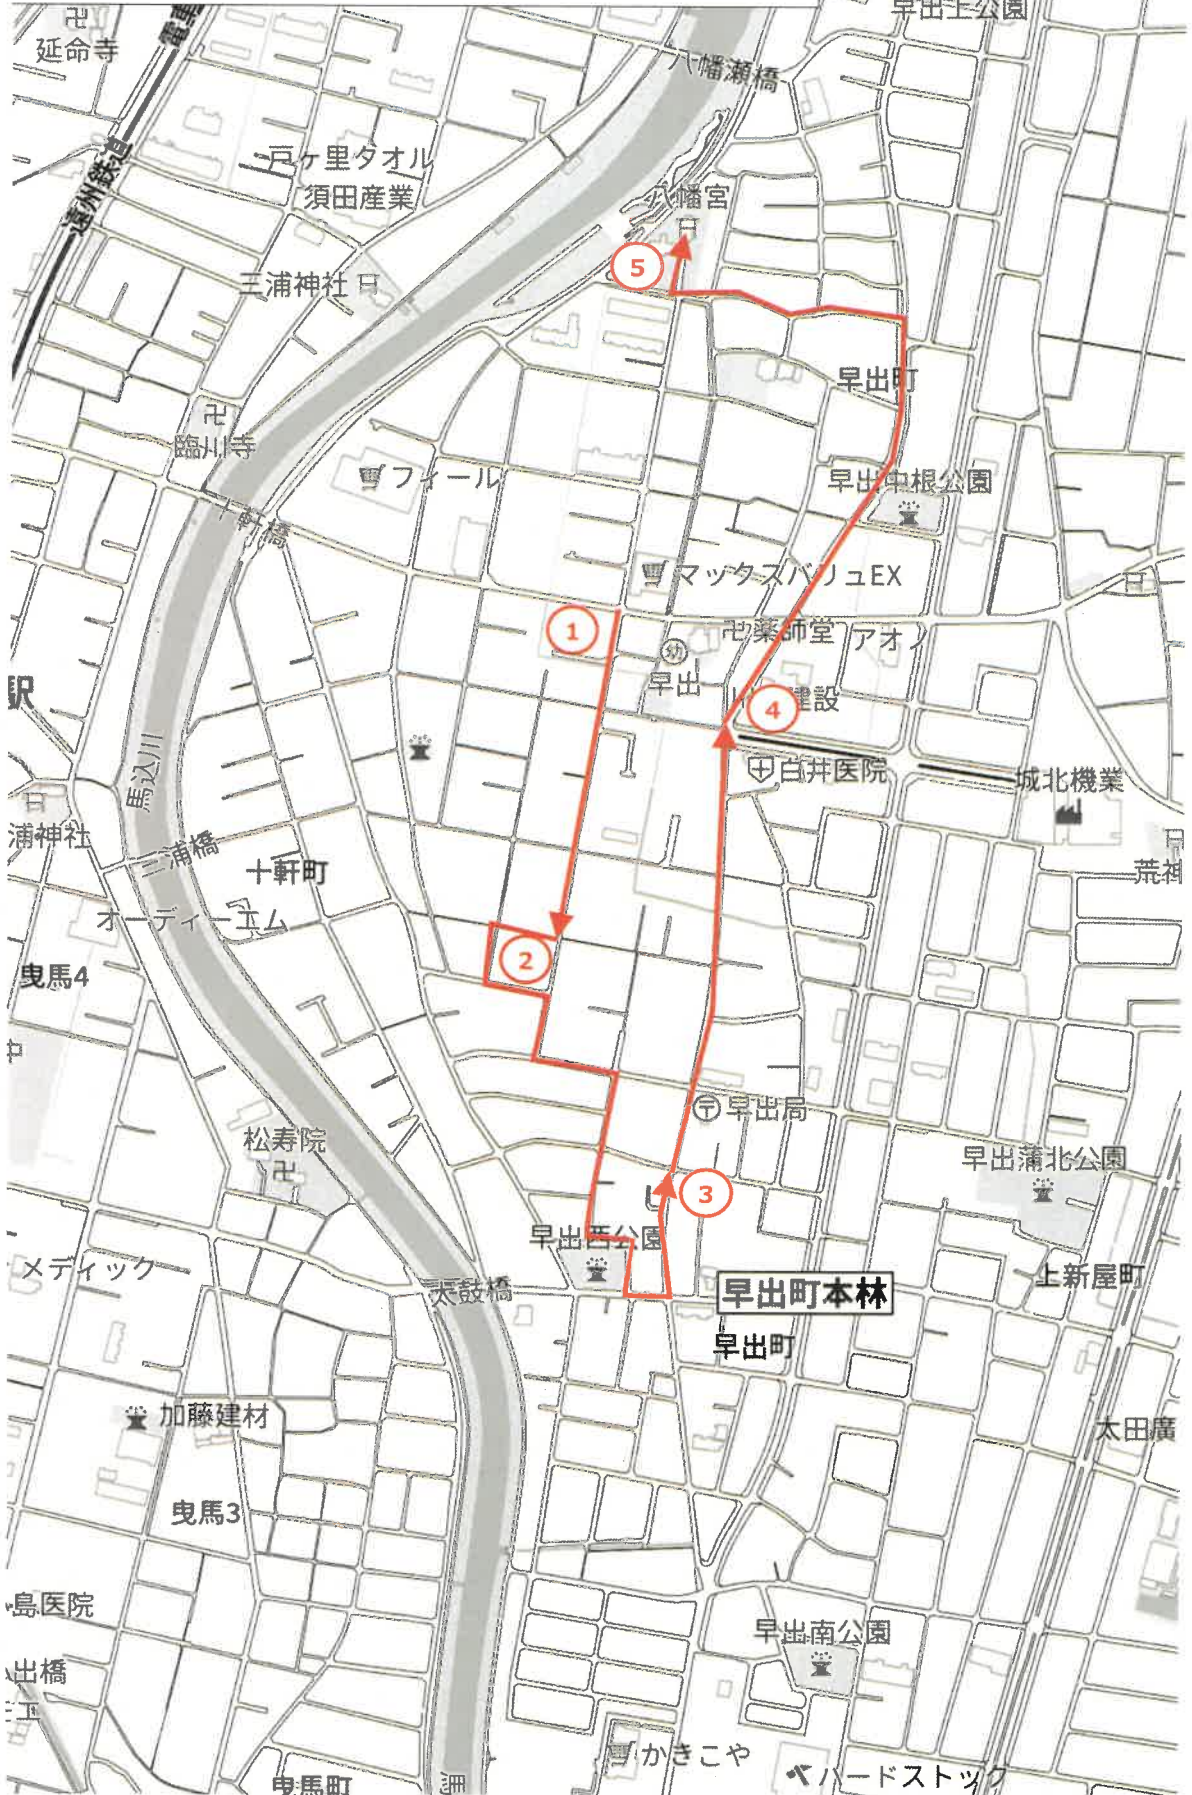 早出上公園
延命寺
電馬
八幡瀬橋
遠州鉄道
戸ヶ里タオル
須田産業
八幡宮
5
三浦神社
早出町
臨川寺
フィール
早出中根公園
十軒橋
マックスバリュEX
1
薬師堂
アオノ
幼
早出
駅
4
建設
馬込川
白井医院
城北機業
浦神社
三浦橋
十軒町
荒神
オーディーエム
曳馬4
2
中
早出局
松寿院
早出蒲北公園
3
早出西公園
メディック
太鼓橋
早出町本林
上新屋町
早出町
加藤建材
太田廣
曳馬3
島医院
早出南公園
出橋
かきこや
ハードストック
曳馬町
馬